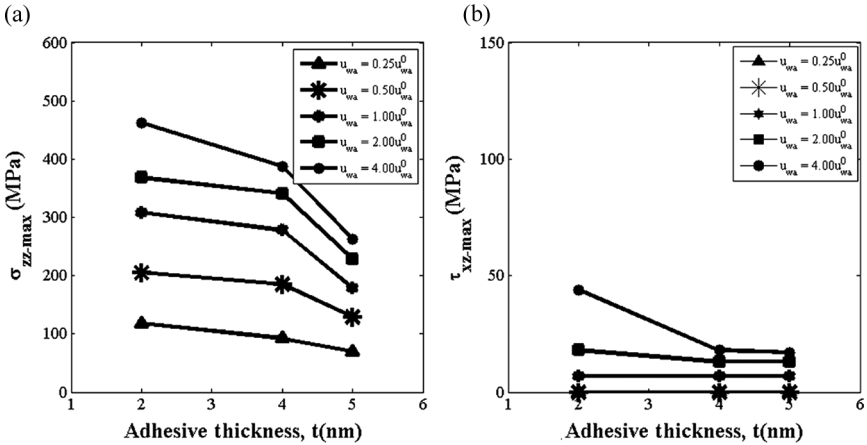 (a)
600
500
400
300
200
100
0
1 2 3 4 5 6
σzz-max (MPa)
Adhesive thickness, t(nm)
uwa = 0.25u⁰wa
uwa = 0.50u⁰wa
uwa = 1.00u⁰wa
uwa = 2.00u⁰wa
uwa = 4.00u⁰wa
(b)
150
100
50
0
1 2 3 4 5 6
τxz-max (MPa)
Adhesive thickness, t(nm)
uwa = 0.25u⁰wa
uwa = 0.50u⁰wa
uwa = 1.00u⁰wa
uwa = 2.00u⁰wa
uwa = 4.00u⁰wa